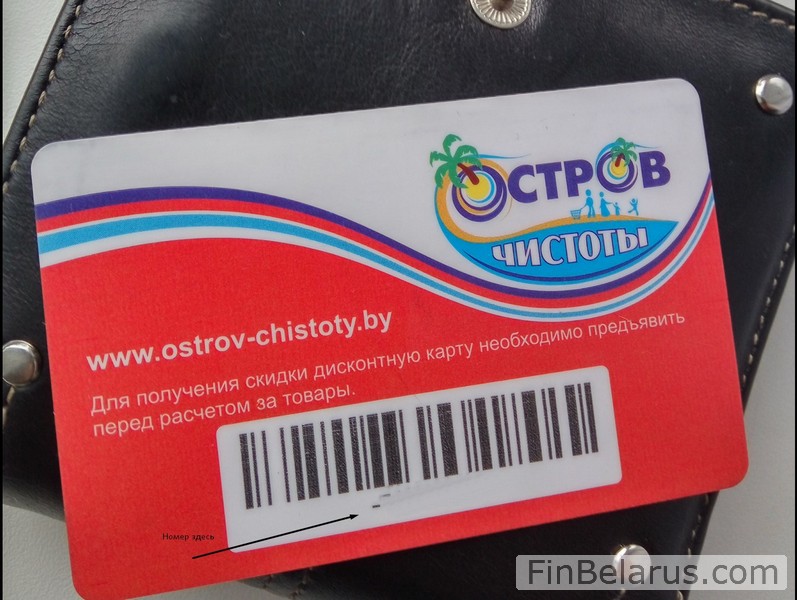 ОСТРОВ
ЧИСТОТЫ
www.ostrov-chistoty.by
Для получения скидки дисконтную карту необходимо предъявить
перед расчетом за товары.
Номер здесь
FinBelarus.com